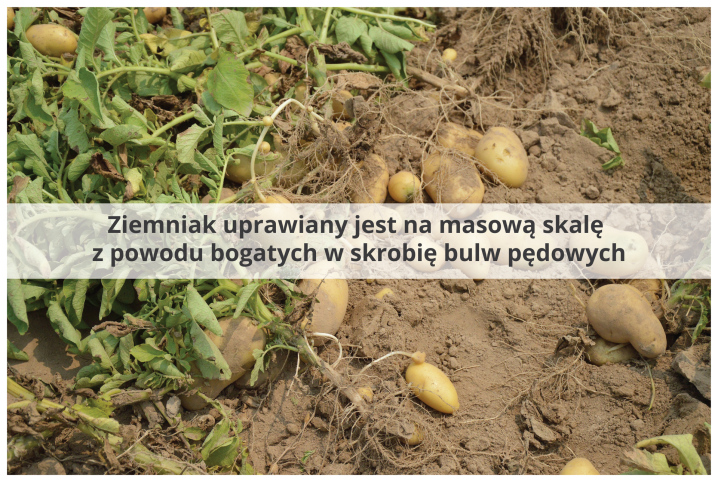 Ziemniak uprawiany jest na masową skalę
z powodu bogatych w skrobię bulw pędowych